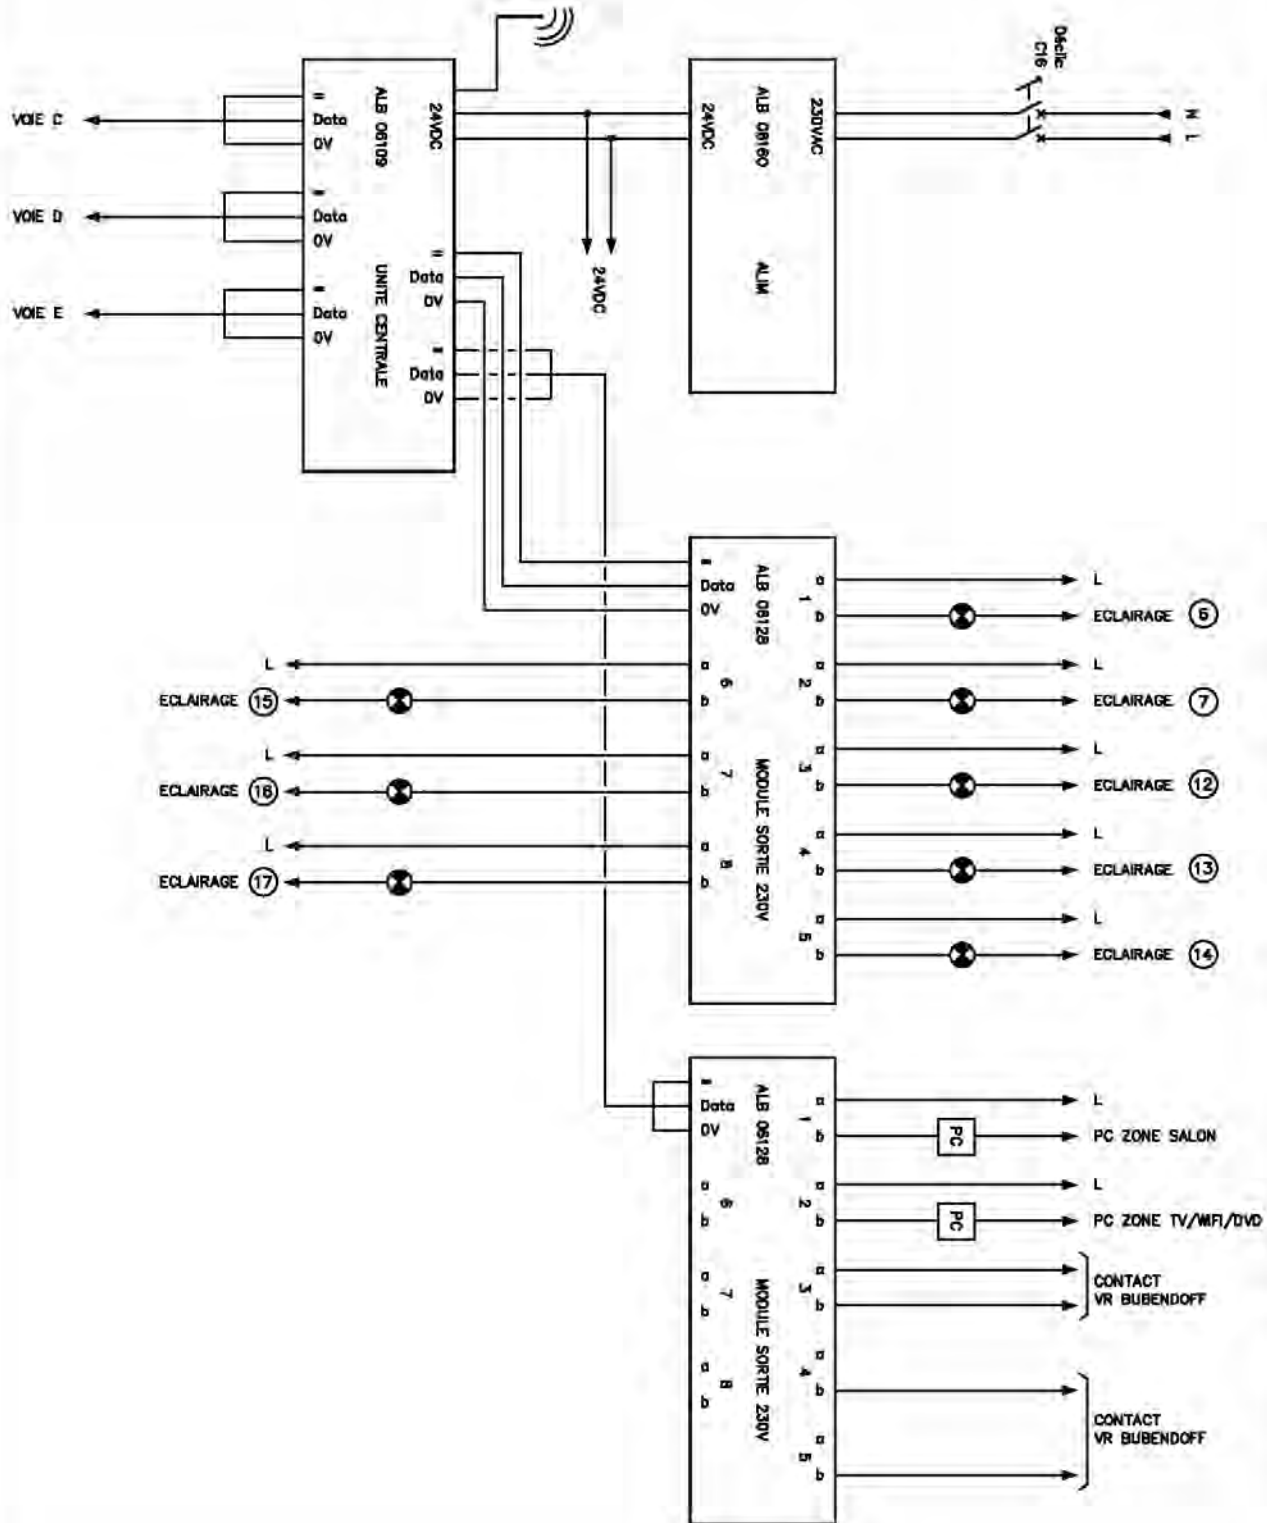 Déclic
C16
N
L
230VAC
ALB 06160
ALIM
24VDC
24VDC
24VDC
ALB 06109
UNITE CENTRALE
=
Data
0V
VOIE C
=
Data
0V
VOIE D
=
Data
0V
VOIE E
=
Data
0V
=
Data
0V
=
Data
0V
ALB 06128
MODULE SORTIE 230V
a
1
b
L
ECLAIRAGE 6
a
2
b
L
ECLAIRAGE 7
a
3
b
L
ECLAIRAGE 12
a
4
b
L
ECLAIRAGE 13
a
5
b
L
ECLAIRAGE 14
a
6
b
L
ECLAIRAGE 15
a
7
b
L
ECLAIRAGE 16
a
8
b
L
ECLAIRAGE 17
=
Data
0V
ALB 06128
MODULE SORTIE 230V
a
1
b
L
PC
PC ZONE SALON
a
2
b
L
PC
PC ZONE TV/WIFI/DVD
a
3
b
CONTACT
VR BUBENDOFF
a
4
b
a
5
b
CONTACT
VR BUBENDOFF
a
6
b
a
7
b
a
8
b